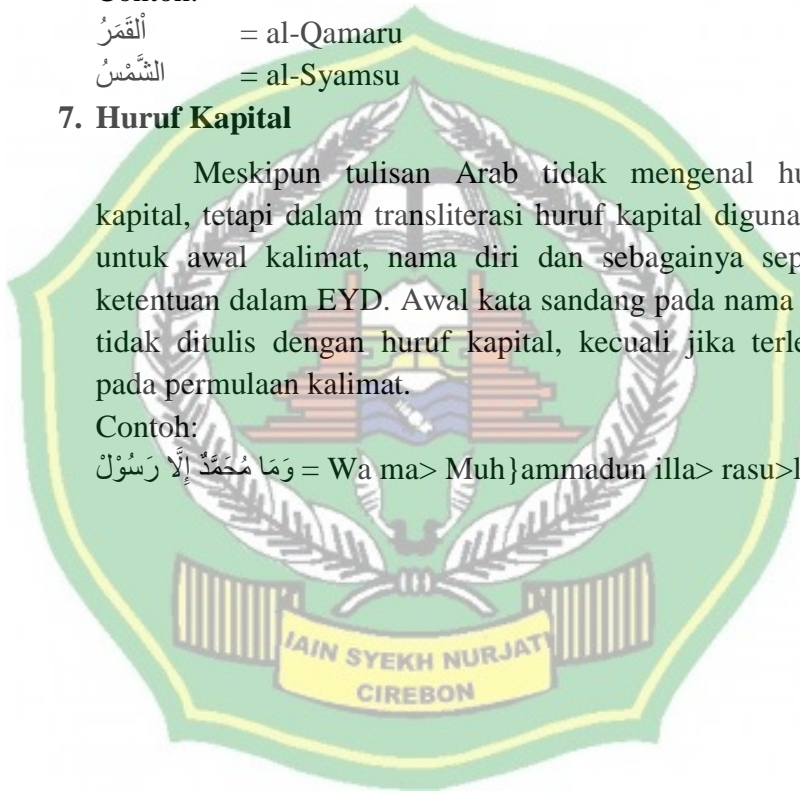 Contoh:
اْلقَمَرُ = al-Qamaru
الشَّمْسُ = al-Syamsu
7. Huruf Kapital
Meskipun tulisan Arab tidak mengenal hu
kapital, tetapi dalam transliterasi huruf kapital diguna
untuk awal kalimat, nama diri dan sebagainya sep
ketentuan dalam EYD. Awal kata sandang pada nama
tidak ditulis dengan huruf kapital, kecuali jika terle
pada permulaan kalimat.
Contoh:
وَمَا مُحَمَّدٌ إِلَّا رَسُوْلْ = Wa ma> Muh}ammadun illa> rasu>l
IAIN SYEKH NURJATI
CIREBON